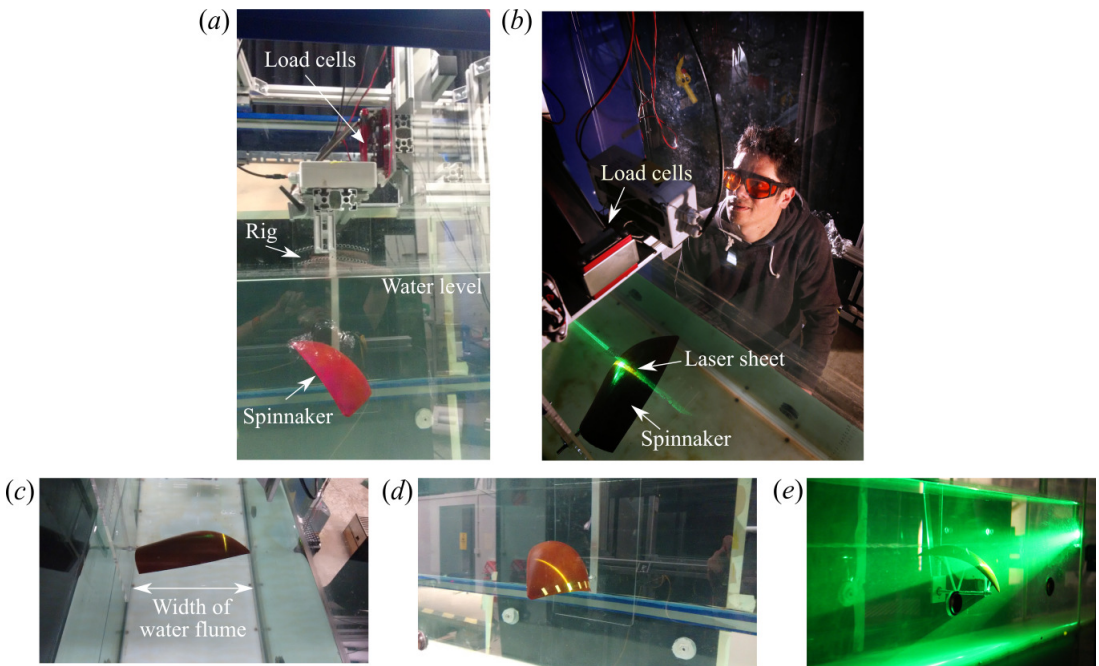 (a)
Load cells
Rig
Water level
Spinnaker
(b)
Load cells
Laser sheet
Spinnaker
(c)
Width of
water flume
(d)
(e)